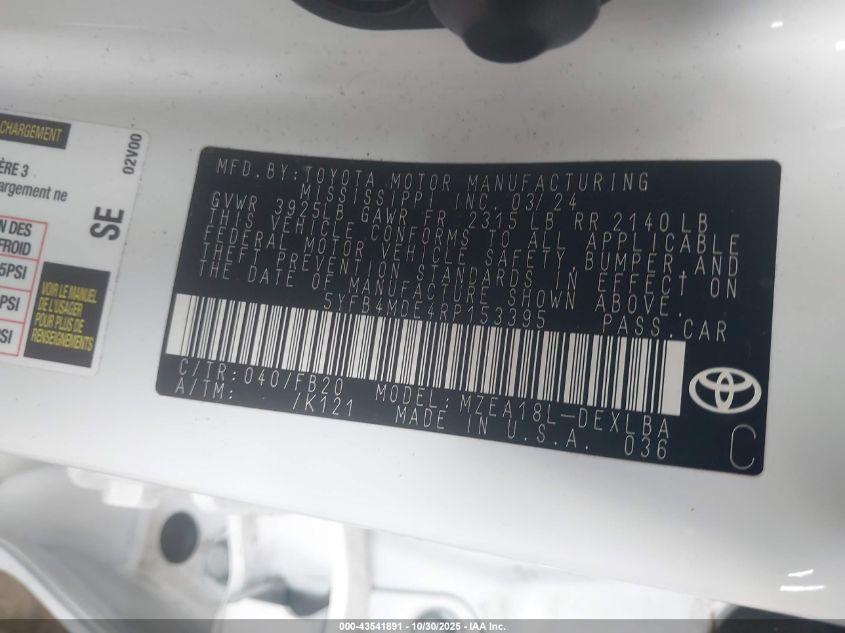 CHARGEMENT
ÈRE 3
argement ne
02V00
SE
N DES
FROID
5PSI
PSI
PSI
VOIR LE MANUEL
DE L'USAGER
POUR PLUS DE
RENSEIGNEMENTS
MFD. BY: TOYOTA MOTOR MANUFACTURING
MISSISSIPPI INC. 03/24
GVWR 3925LB GAWR FR 2315 LB RR 2140 LB
THIS VEHICLE CONFORMS TO ALL APPLICABLE
FEDERAL MOTOR VEHICLE SAFETY, BUMPER, AND
THEFT PREVENTION STANDARDS IN EFFECT ON
THE DATE OF MANUFACTURE SHOWN ABOVE.
5YFB4MDE4RP153395 PASS. CAR
C/TR: 040/FB20 MODEL: MZEA18L-DEXLBA
A/TM: /K121 MADE IN U.S.A. 036
C
000-43541891 - 10/30/2025 - © IAA, Inc.